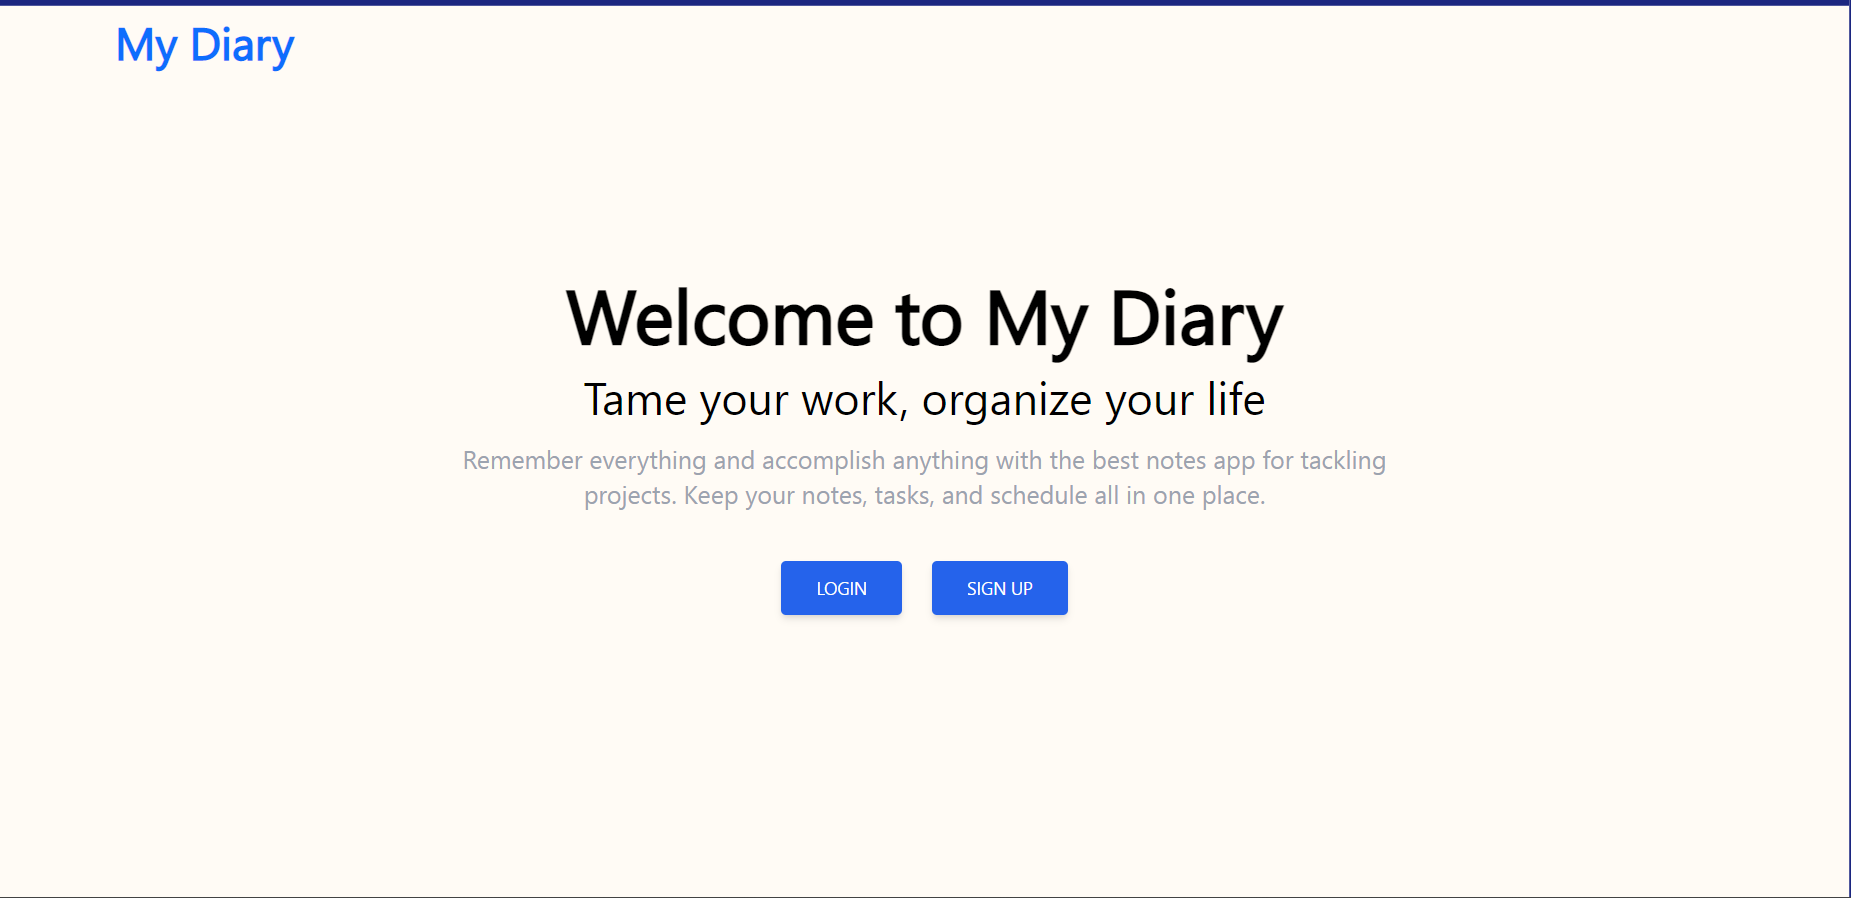 My Diary
Welcome to My Diary
Tame your work, organize your life
Remember everything and accomplish anything with the best notes app for tackling
projects. Keep your notes, tasks, and schedule all in one place.
LOGIN
SIGN UP